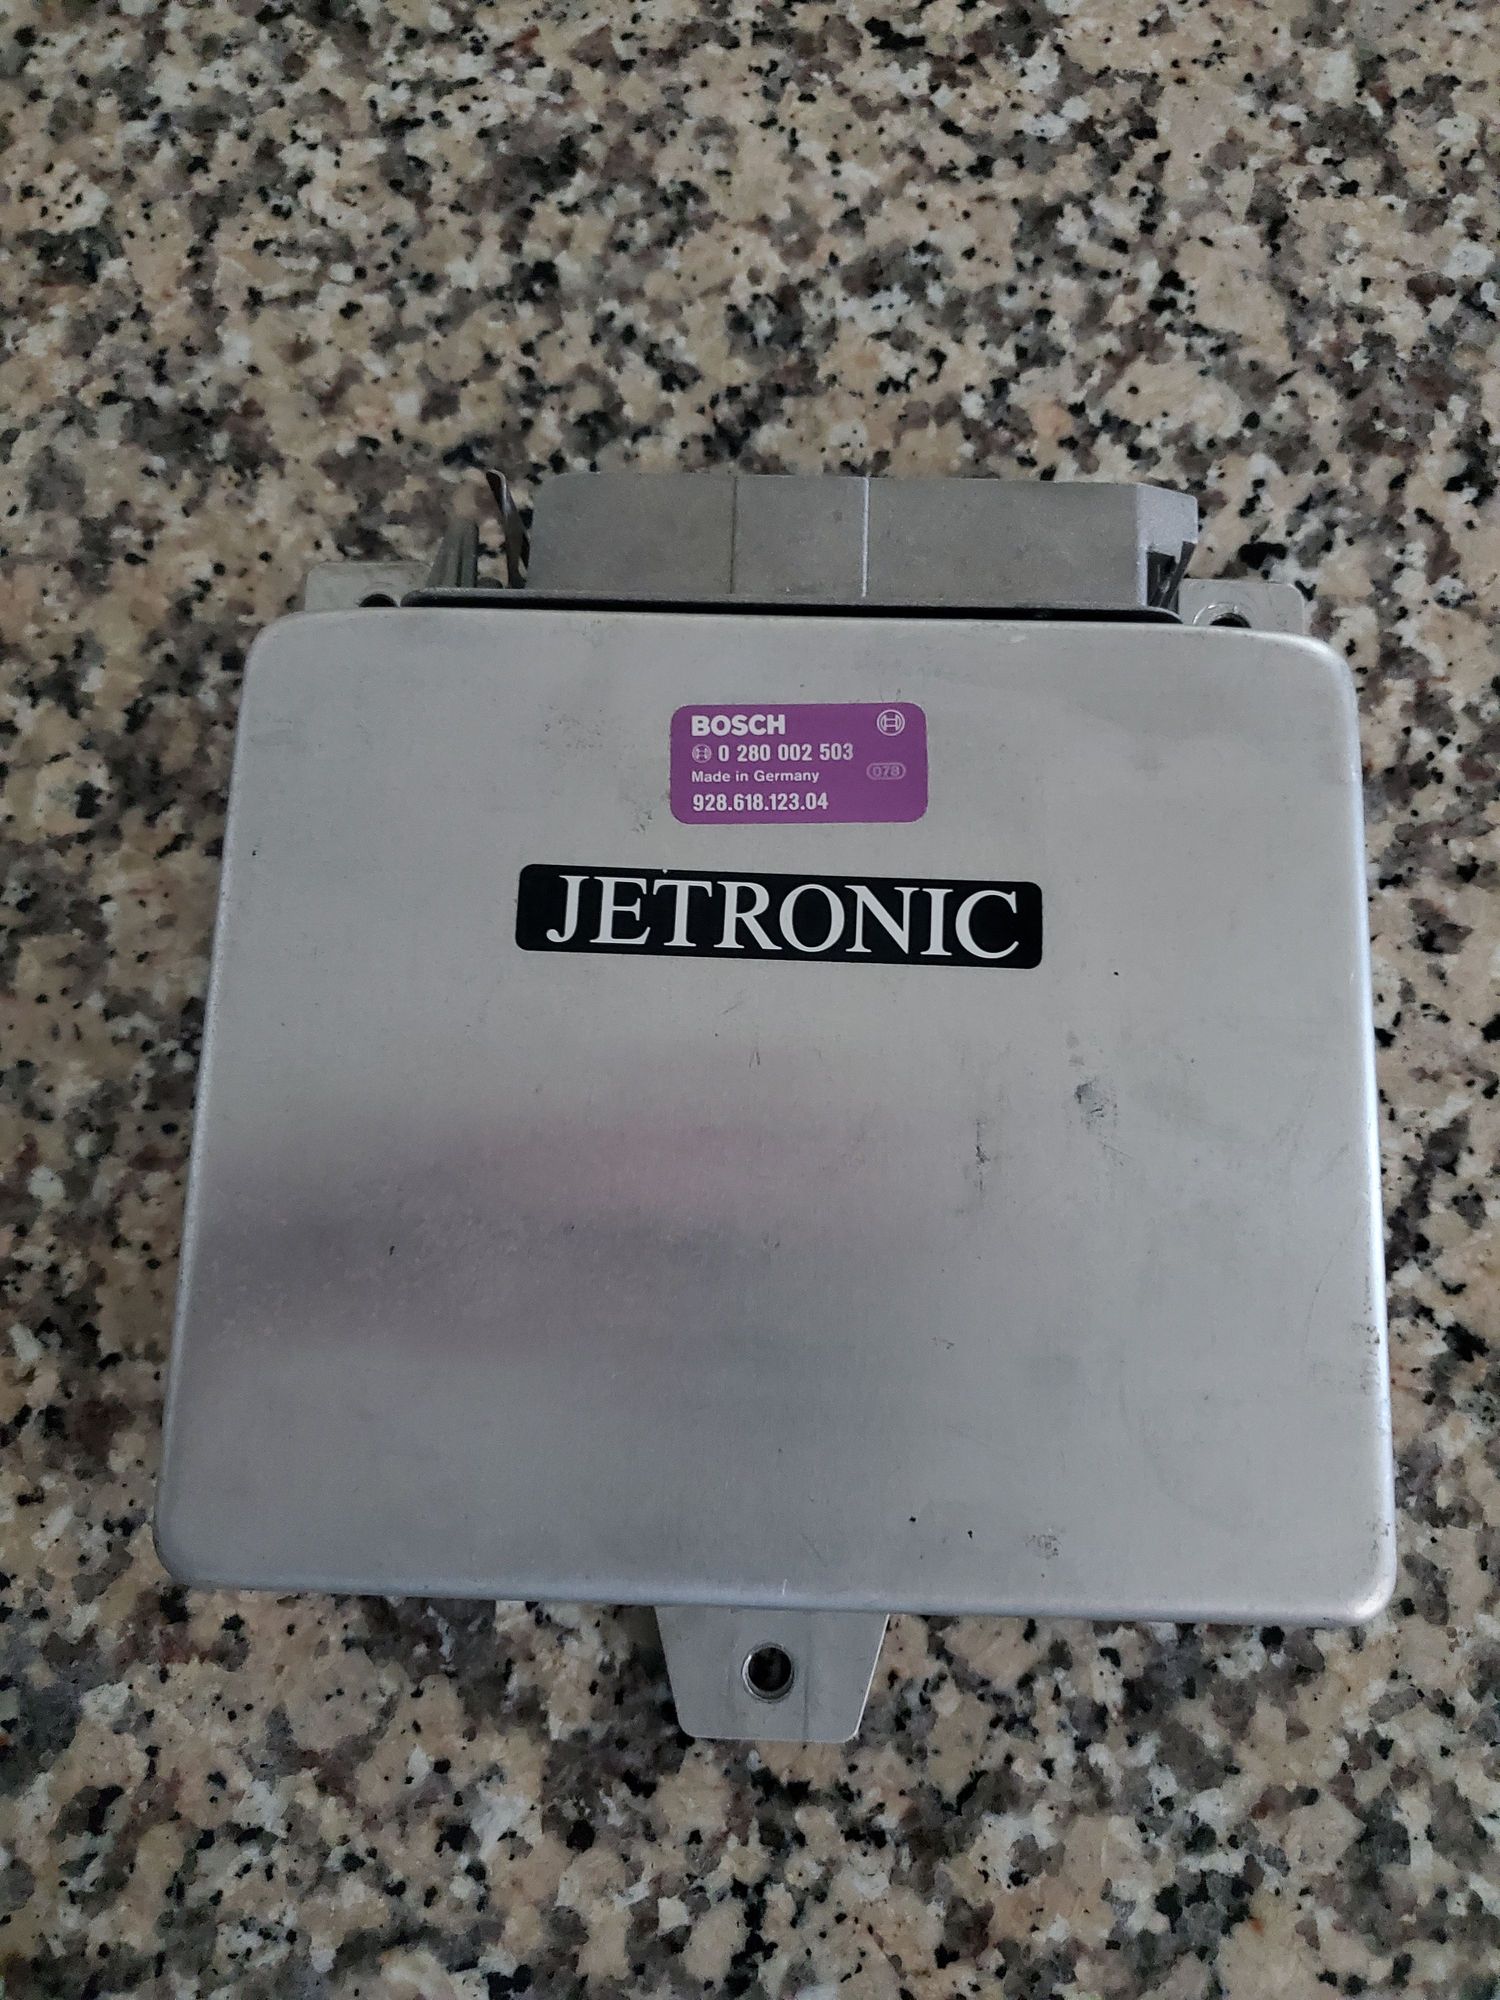 BOSCH
0 280 002 503
Made in Germany 078
928.618.123.04
JETRONIC